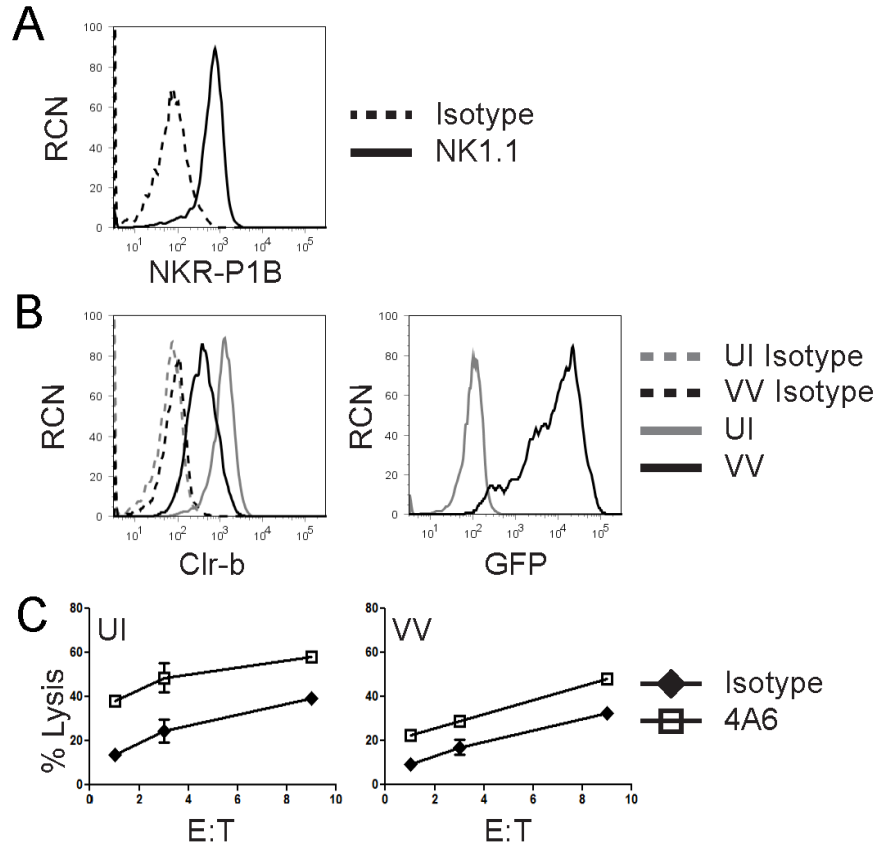 A
100
80
60
40
20
0
RCN
10^1
10^2
10^3
10^4
10^5
NKR-P1B
Isotype
NK1.1
B
100
80
60
40
20
0
RCN
10^1
10^2
10^3
10^4
10^5
Clr-b
100
80
60
40
20
0
RCN
10^1
10^2
10^3
10^4
10^5
GFP
UI Isotype
VV Isotype
UI
VV
C
UI
80
60
40
20
0
% Lysis
0
2
4
6
8
10
E:T
VV
80
60
40
20
0
0
2
4
6
8
10
E:T
Isotype
4A6